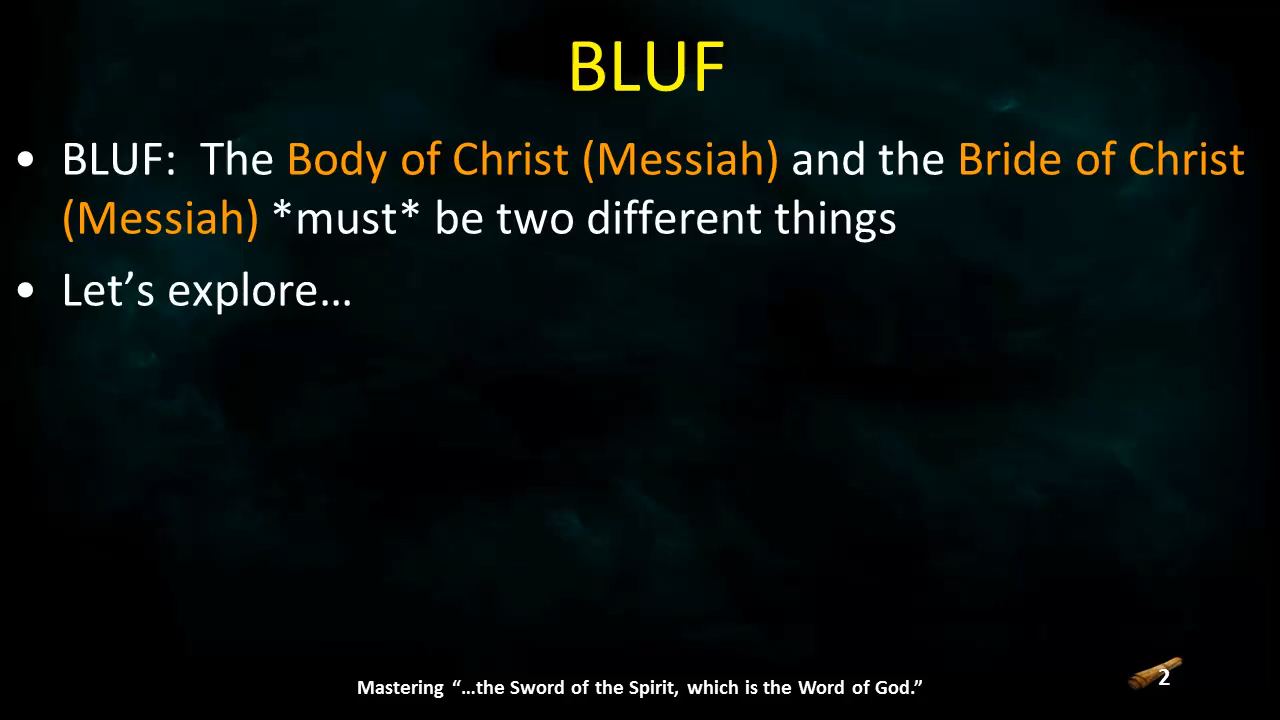 BLUF
• BLUF:  The Body of Christ (Messiah) and the Bride of Christ
(Messiah) *must* be two different things
• Let’s explore…
Mastering “…the Sword of the Spirit, which is the Word of God.”
2